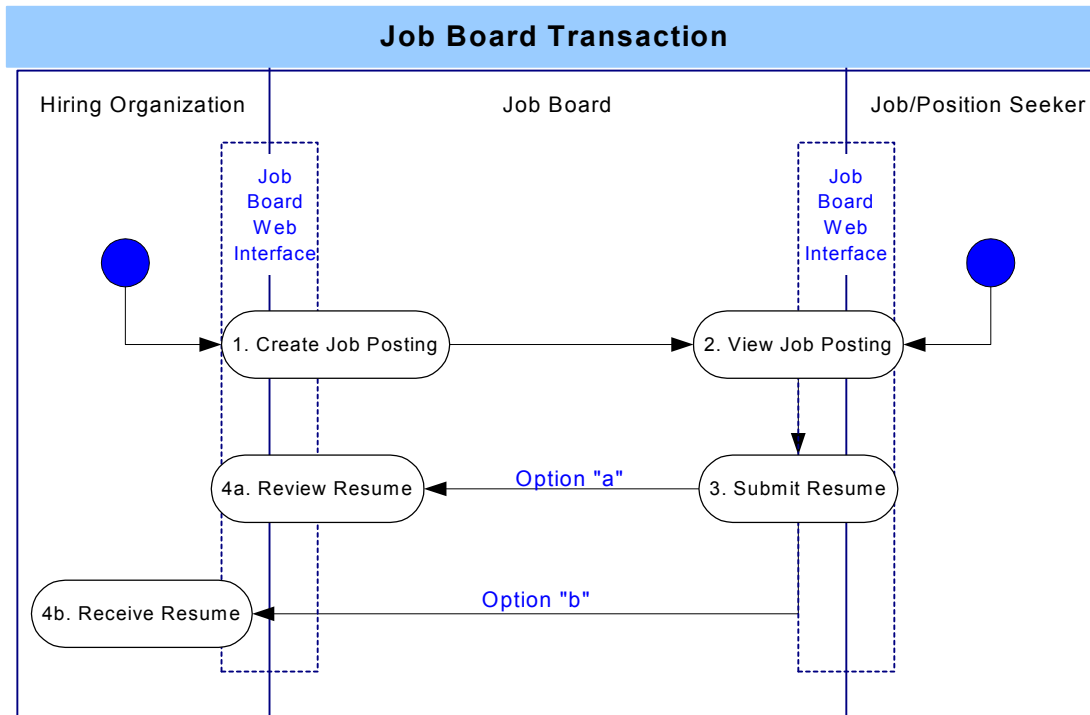 Job Board Transaction
Hiring Organization
Job Board
Job/Position Seeker
Job
Board
Web
Interface
Job
Board
Web
Interface
1. Create Job Posting
2. View Job Posting
4a. Review Resume
Option "a"
3. Submit Resume
4b. Receive Resume
Option "b"